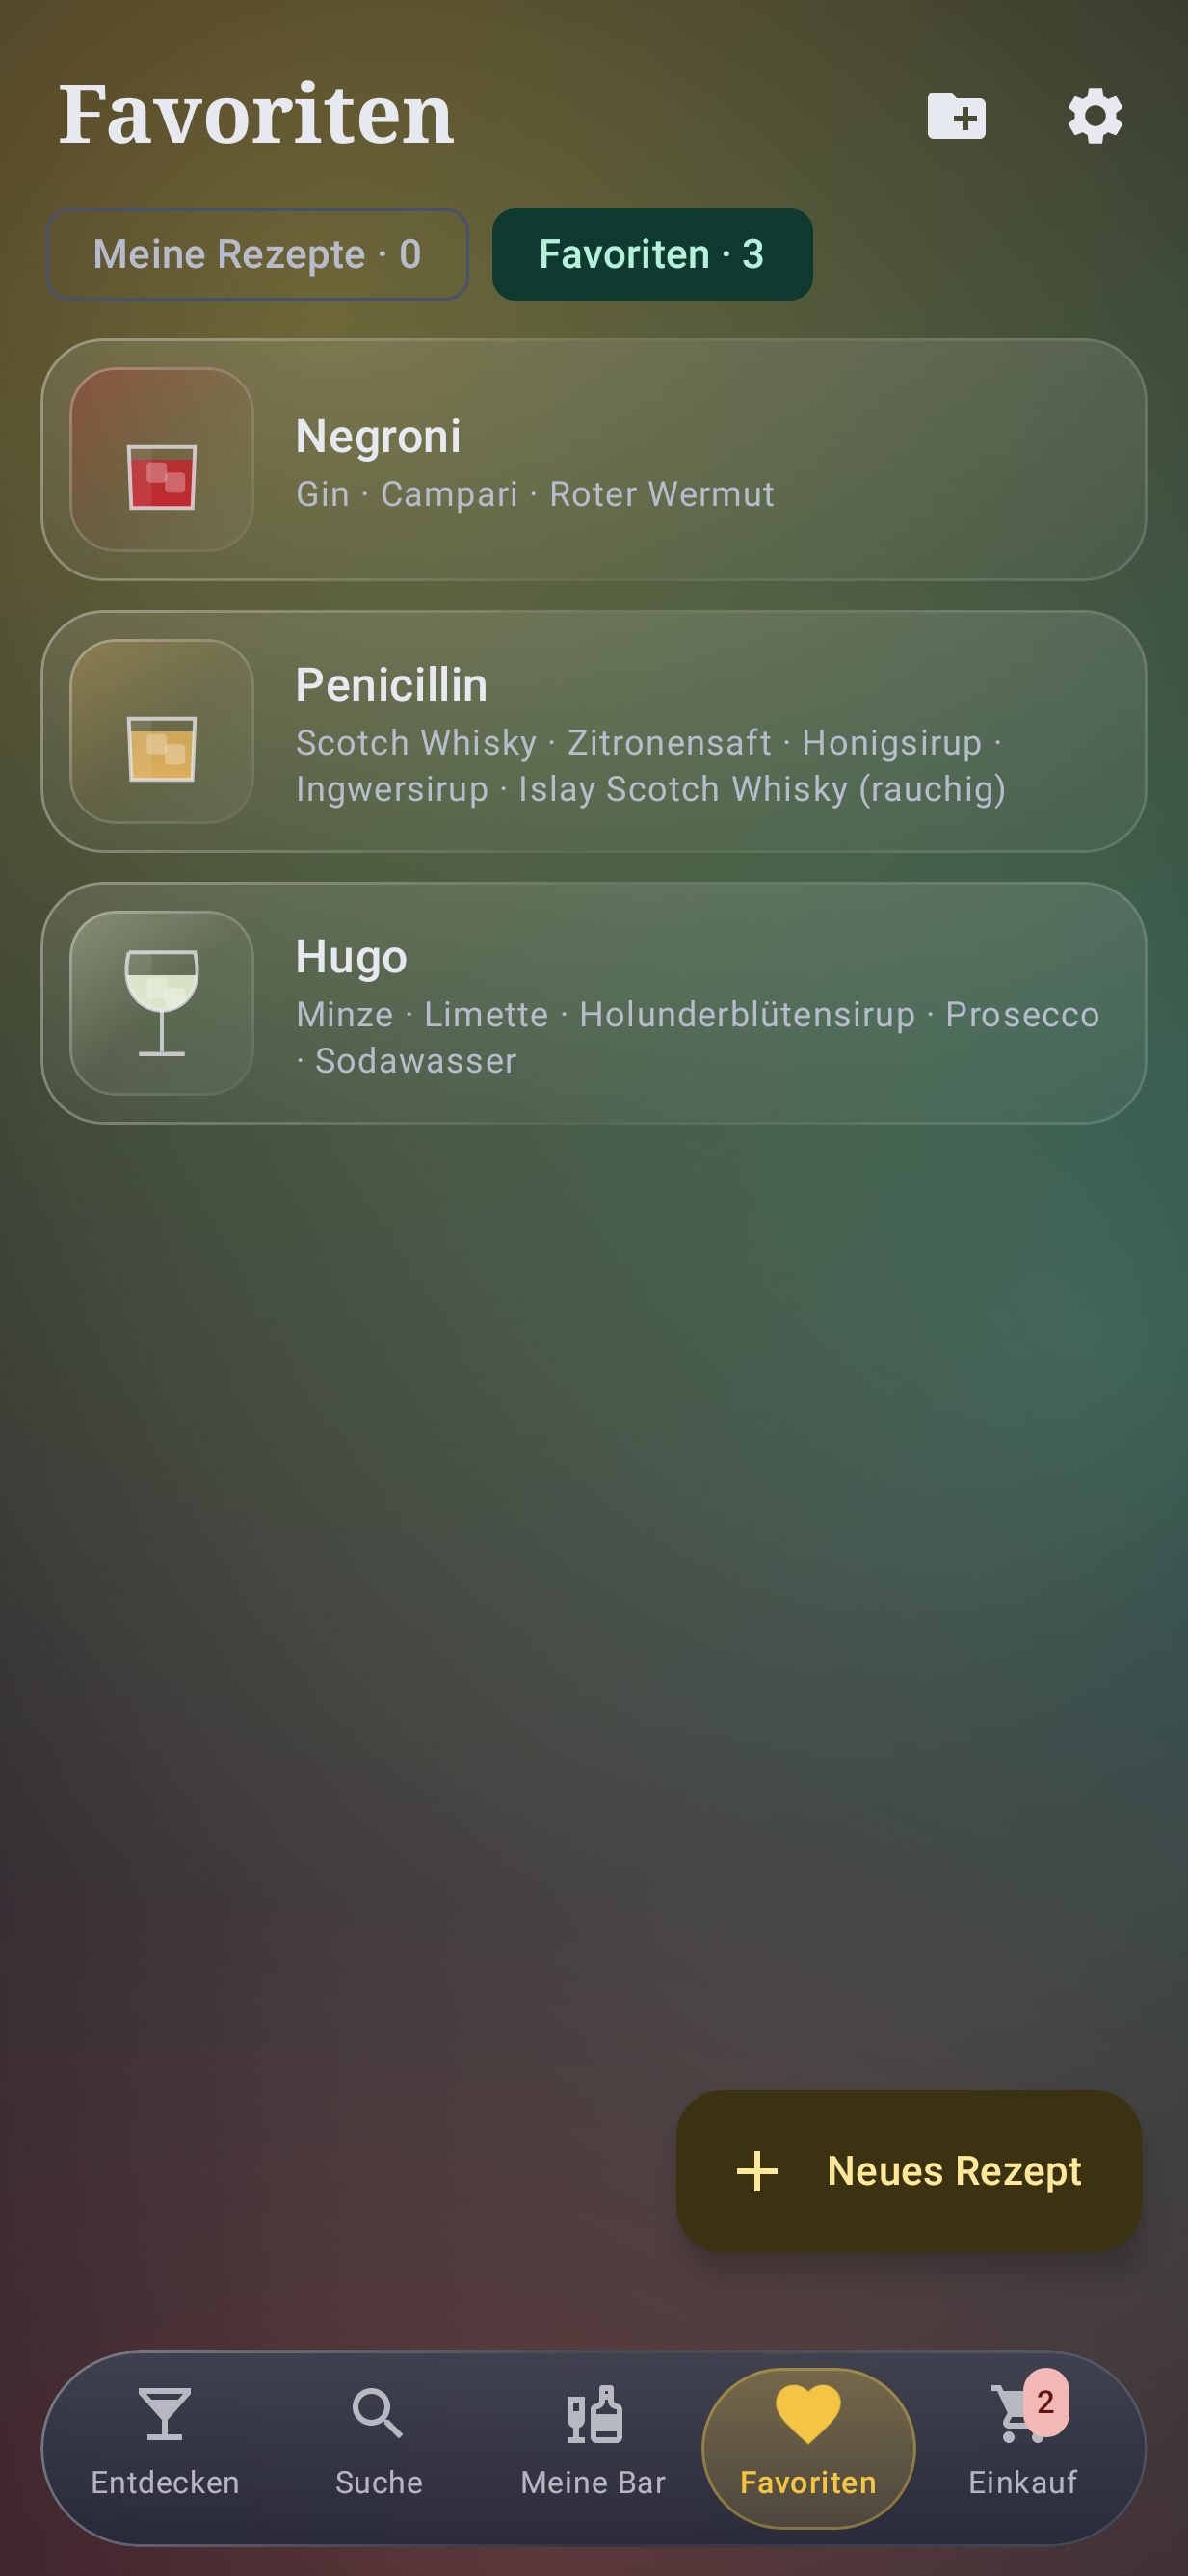 Favoriten
Meine Rezepte · 0
Favoriten · 3
Negroni
Gin · Campari · Roter Wermut
Penicillin
Scotch Whisky · Zitronensaft · Honigsirup ·
Ingwersirup · Islay Scotch Whisky (rauchig)
Hugo
Minze · Limette · Holunderblütensirup · Prosecco
· Sodawasser
Neues Rezept
2
Entdecken
Suche
Meine Bar
Favoriten
Einkauf